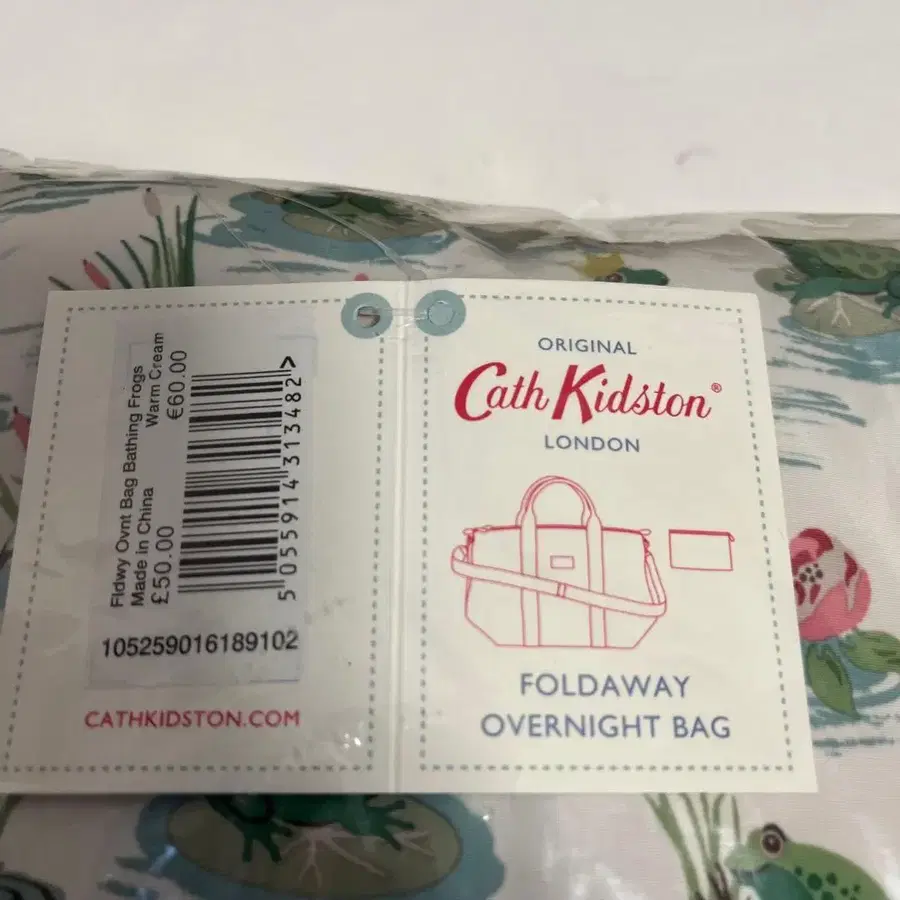 Fldwy Ovnt Bag Bathing Frogs
Warm Cream
Made in China
€60.00
£50.00
5 055914 313482 >
105259016189102
CATHKIDSTON.COM
ORIGINAL
Cath Kidston®
LONDON
FOLDAWAY
OVERNIGHT BAG